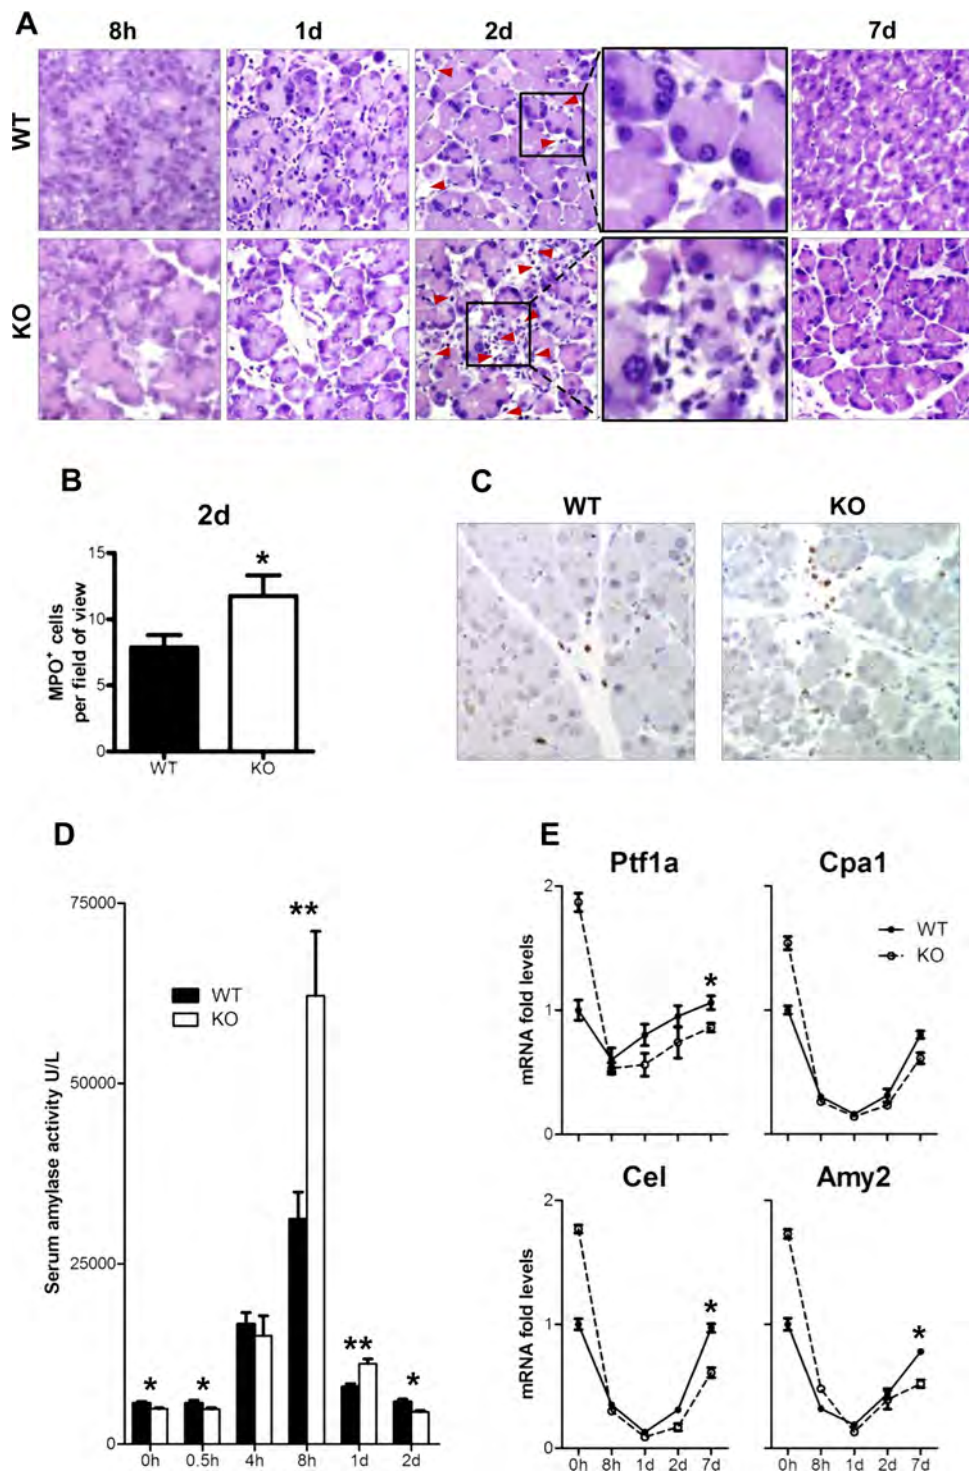 A
8h 1d 2d 7d
WT
KO
B
2d
15
10
5
0
MPO⁺ cells
per field of view
*
WT KO
C
WT KO
D
75000
50000
25000
0
Serum amylase activity U/L
WT
KO
* * ** ** *
0h 0.5h 4h 8h 1d 2d
E
Ptf1a Cpa1
2
1
0
mRNA fold levels
*
WT
KO
Cel Amy2
2
1
0
mRNA fold levels
* *
0h 8h 1d 2d 7d 0h 8h 1d 2d 7d